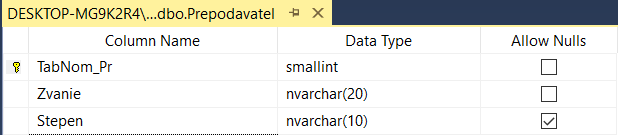 DESKTOP-MG9K2R4\...dbo.Prepodavatel
Column Name Data Type Allow Nulls
TabNom_Pr smallint
Zvanie nvarchar(20)
Stepen nvarchar(10)